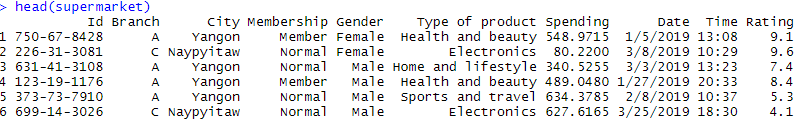 > head(supermarket)
Id Branch City Membership Gender Type of product Spending Date Time Rating
1 750-67-8428 A Yangon Member Female Health and beauty 548.9715 1/5/2019 13:08 9.1
2 226-31-3081 C Naypyitaw Normal Female Electronics 80.2200 3/8/2019 10:29 9.6
3 631-41-3108 A Yangon Normal Male Home and lifestyle 340.5255 3/3/2019 13:23 7.4
4 123-19-1176 A Yangon Member Male Health and beauty 489.0480 1/27/2019 20:33 8.4
5 373-73-7910 A Yangon Normal Male Sports and travel 634.3785 2/8/2019 10:37 5.3
6 699-14-3026 C Naypyitaw Normal Male Electronics 627.6165 3/25/2019 18:30 4.1